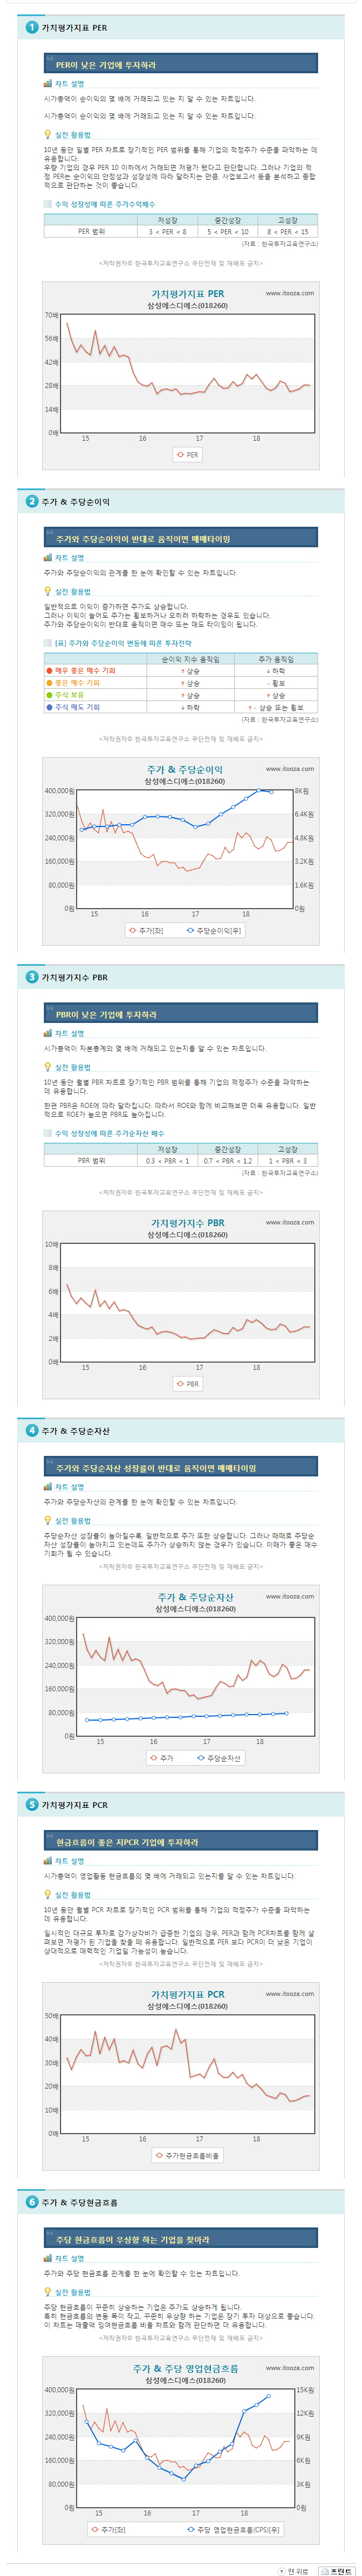 1 가치평가지표 PER
PER이 낮은 기업에 투자하라
차트 설명
시가총액이 순이익의 몇 배에 거래되고 있는 지 알 수 있는 차트입니다.
시가총액이 순이익의 몇 배에 거래되고 있는 지 알 수 있는 차트입니다.
실전 활용법
10년 동안 월별 PER 차트로 장기적인 PER 범위를 통해 기업의 적정주가 수준을 파악하는 데
유용합니다.
우량 기업의 경우 PER 10 이하에서 거래되면 저평가 됐다고 판단합니다. 그러나 기업의 적
정 PER는 순이익의 안정성과 성장성에 따라 달라지는 만큼, 사업보고서 등을 분석하고 종합
적으로 판단하는 것이 좋습니다.
수익 성장성에 따른 주가수익배수
저성장 중간성장 고성장
PER 범위 3 < PER < 8 5 < PER < 10 8 < PER < 15
(자료 : 한국투자교육연구소)
<저작권자© 한국투자교육연구소 무단전재 및 재배포 금지>
가치평가지표 PER www.itooza.com
삼성에스디에스(018260)
70배
56배
42배
28배
14배
0배
15 16 17 18
PER
2 주가 & 주당순이익
주가와 주당순이익이 반대로 움직이면 매매타이밍
차트 설명
주가와 주당순이익의 관계를 한 눈에 확인할 수 있는 차트입니다.
실전 활용법
일반적으로 이익이 증가하면 주가도 상승합니다.
그러나 이익이 늘어도 주가는 횡보하거나 오히려 하락하는 경우도 있습니다.
주가와 주당순이익이 반대로 움직이면 매수 또는 매도 타이밍이 됩니다.
[표] 주가와 주당순이익 변동에 따른 투자전략
순이익 지수 움직임 주가 움직임
매우 좋은 매수 기회 ↑ 상승 ↓ 하락
좋은 매수 기회 ↑ 상승 - 횡보
주식 보유 ↑ 상승 ↑ 상승
주식 매도 기회 ↓ 하락 ↑ - 상승 또는 횡보
(자료 : 한국투자교육연구소)
<저작권자© 한국투자교육연구소 무단전재 및 재배포 금지>
주가 & 주당순이익 www.itooza.com
삼성에스디에스(018260)
400,000원 8K원
320,000원 6.4K원
240,000원 4.8K원
160,000원 3.2K원
80,000원 1.6K원
0원 0원
15 16 17 18
주가[좌] 주당순이익[우]
3 가치평가지수 PBR
PBR이 낮은 기업에 투자하라
차트 설명
시가총액이 자본총계의 몇 배에 거래되고 있는지를 알 수 있는 차트입니다.
실전 활용법
10년 동안 월별 PBR 차트로 장기적인 PBR 범위를 통해 기업의 적정주가 수준을 파악하는
데 유용합니다.
한편 PBR은 ROE에 따라 달라집니다. 따라서 ROE와 함께 비교해보면 더욱 유용합니다. 일반
적으로 ROE가 높으면 PBR도 높아집니다.
수익 성장성에 따른 주가순자산 배수
저성장 중간성장 고성장
PBR 범위 0.3 < PBR < 1 0.7 < PBR < 1.2 1 < PBR < 3
(자료 : 한국투자교육연구소)
<저작권자© 한국투자교육연구소 무단전재 및 재배포 금지>
가치평가지수 PBR www.itooza.com
삼성에스디에스(018260)
10배
8배
6배
4배
2배
0배
15 16 17 18
PBR
4 주가 & 주당순자산
주가와 주당순자산 성장률이 반대로 움직이면 매매타이밍
차트 설명
주가와 주당순자산의 관계를 한 눈에 확인할 수 있는 차트입니다.
실전 활용법
주당순자산 성장률이 높아질수록, 일반적으로 주가 또한 상승합니다. 그러나 때때로 주당순
자산 성장률이 높아지고 있는데도 주가가 상승하지 않는 경우가 있습니다. 이때가 좋은 매수
기회가 될 수 있습니다.
<저작권자© 한국투자교육연구소 무단전재 및 재배포 금지>
주가 & 주당순자산 www.itooza.com
삼성에스디에스(018260)
400,000원
320,000원
240,000원
160,000원
80,000원
0원
15 16 17 18
주가 주당순자산
5 가치평가지표 PCR
현금흐름이 좋은 저PCR 기업에 투자하라
차트 설명
시가총액이 영업활동 현금흐름의 몇 배에 거래되고 있는지를 알 수 있는 차트입니다.
실전 활용법
10년 동안 월별 PCR 차트로 장기적인 PCR 범위를 통해 기업의 적정주가 수준을 파악하는
데 유용합니다.
일시적인 대규모 투자로 감가상각비가 급증한 기업의 경우, PER과 함께 PCR차트를 함께 살
펴보면 저평가 된 기업을 찾을 때 유용합니다. 일반적으로 PER 보다 PCR이 더 낮은 기업이
상대적으로 매력적인 기업일 가능성이 높습니다.
<저작권자© 한국투자교육연구소 무단전재 및 재배포 금지>
가치평가지표 PCR www.itooza.com
삼성에스디에스(018260)
50배
40배
30배
20배
10배
0배
15 16 17 18
주가현금흐름비율
6 주가 & 주당현금흐름
주당 현금흐름이 우상향 하는 기업을 찾아라
차트 설명
주가와 주당 현금흐름 관계를 한 눈에 확인할 수 있는 차트입니다.
실전 활용법
주당 현금흐름이 꾸준히 상승하는 기업은 주가도 상승하게 됩니다.
특히 현금흐름의 변동 폭이 작고, 꾸준히 우상향 하는 기업은 장기 투자 대상으로 좋습니다.
이 차트는 매출액 잉여현금흐름 비율 차트와 함께 판단하면 더 유용합니다.
<저작권자© 한국투자교육연구소 무단전재 및 재배포 금지>
주가 & 주당 영업현금흐름 www.itooza.com
삼성에스디에스(018260)
400,000원 15K원
320,000원 12K원
240,000원 9K원
160,000원 6K원
80,000원 3K원
0원 0원
15 16 17 18
주가[좌] 주당 영업현금흐름(CPS)[우]
맨 위로 프린트